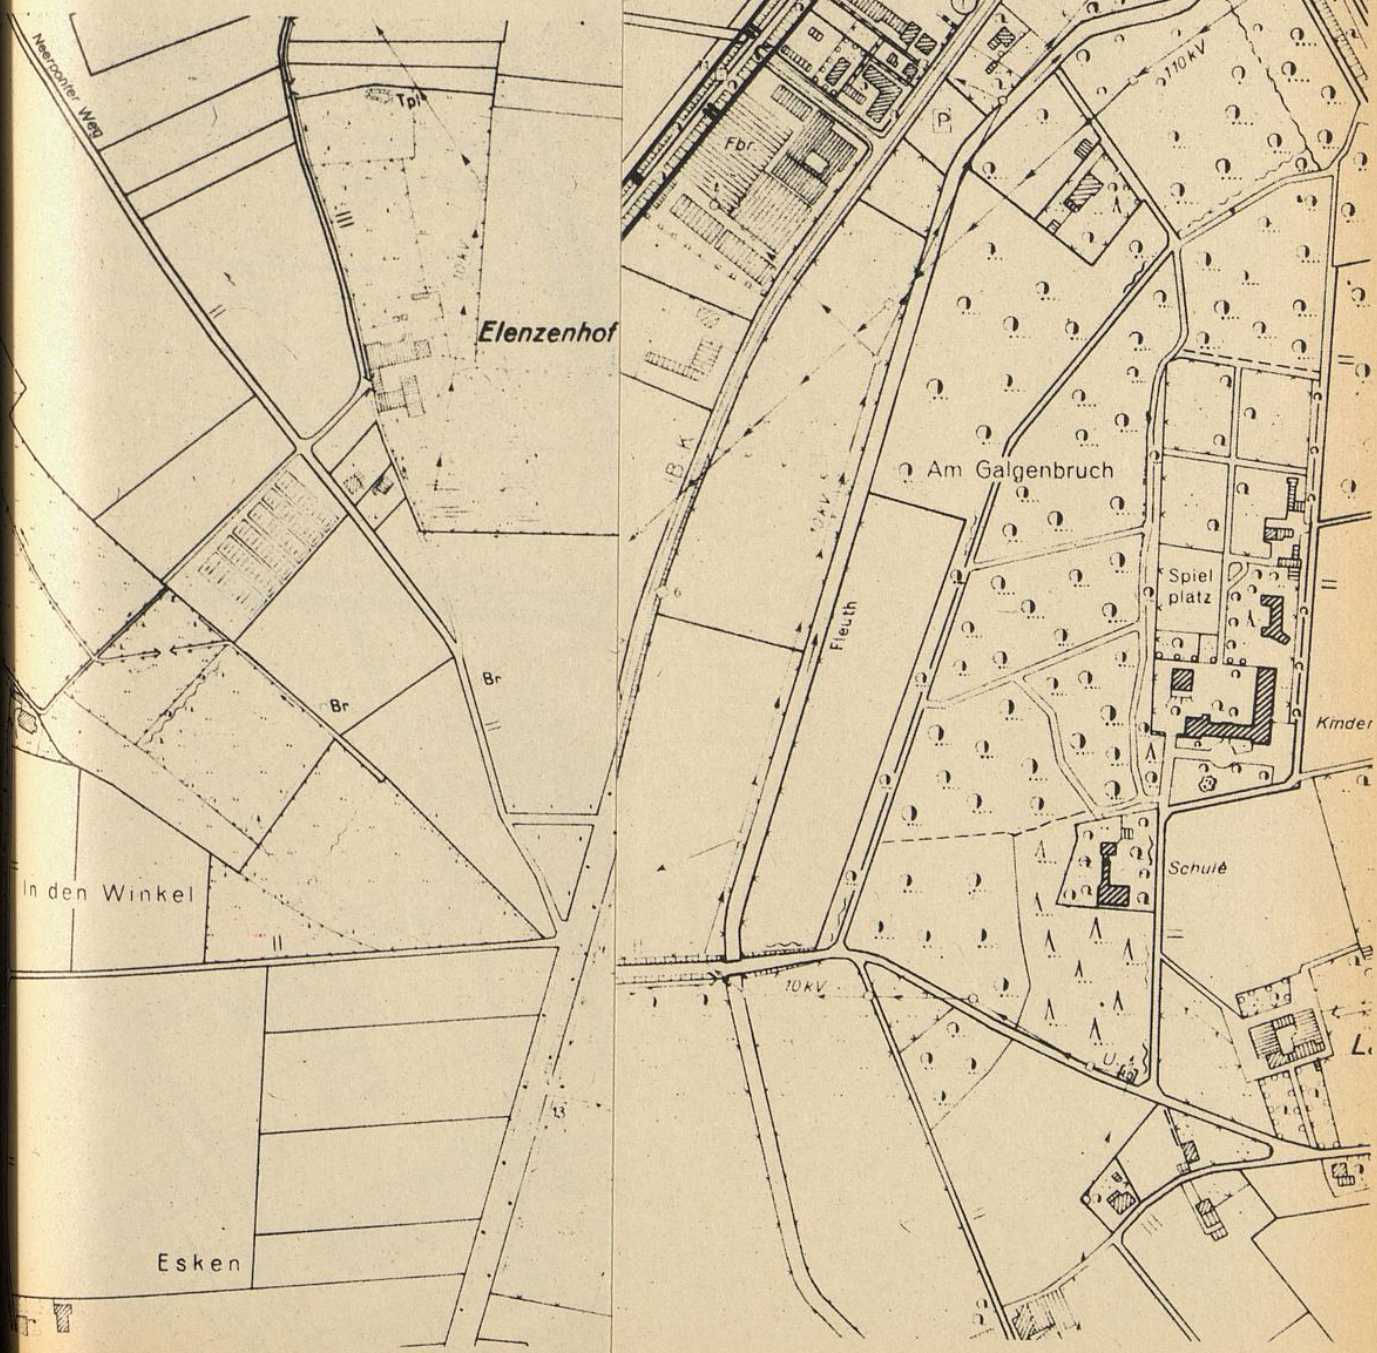 Neerponter Weg
Tpl
10 kV
Elenzenhof
Br
Br
In den Winkel
13
Esken
110 kV
P
Fbr.
B K
10 kV
Am Galgenbruch
Fleuth
Spiel
platz
Kinder
Schule
10 kV
U.